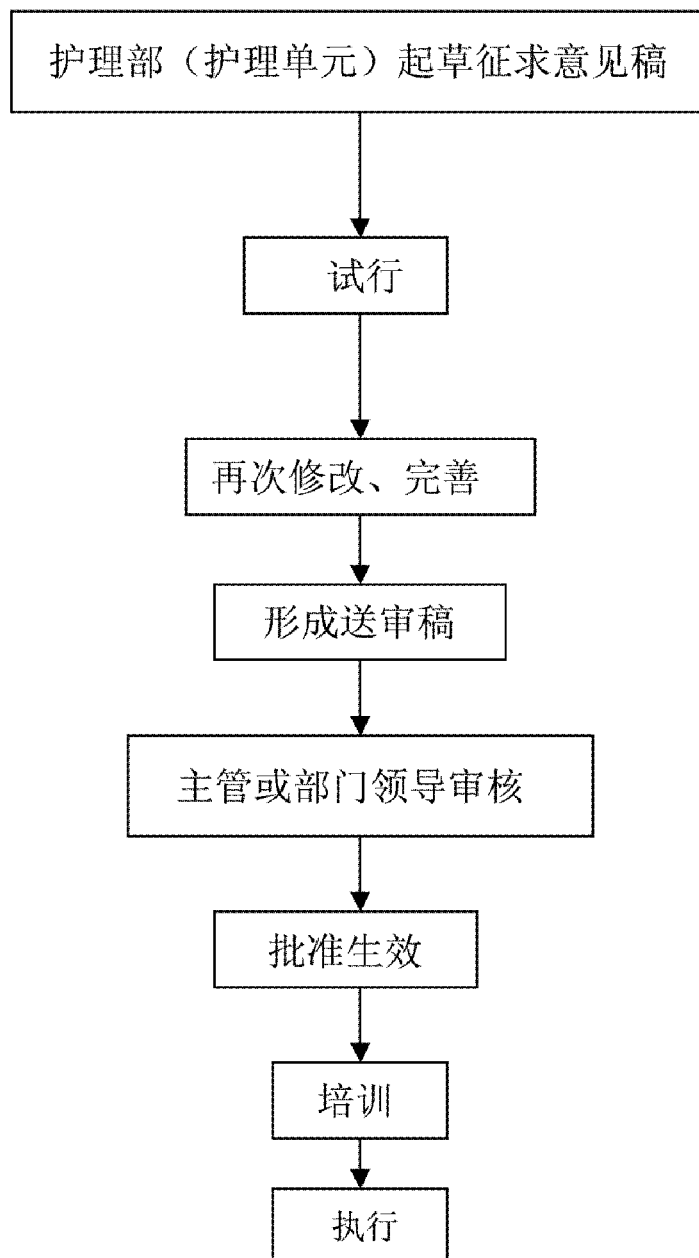 护理部（护理单元）起草征求意见稿
试行
再次修改、完善
形成送审稿
主管或部门领导审核
批准生效
培训
执行